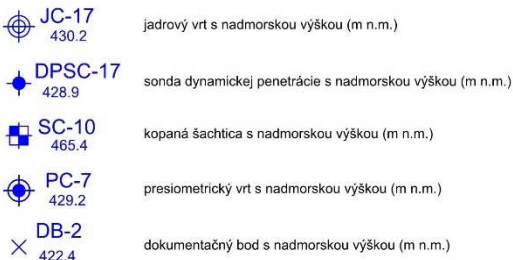 JC-17
430.2
jadrový vrt s nadmorskou výškou (m n.m.)
DPSC-17
428.9
sonda dynamickej penetrácie s nadmorskou výškou (m n.m.)
SC-10
465.4
kopaná šachtica s nadmorskou výškou (m n.m.)
PC-7
429.2
presiometrický vrt s nadmorskou výškou (m n.m.)
DB-2
422.4
dokumentačný bod s nadmorskou výškou (m n.m.)